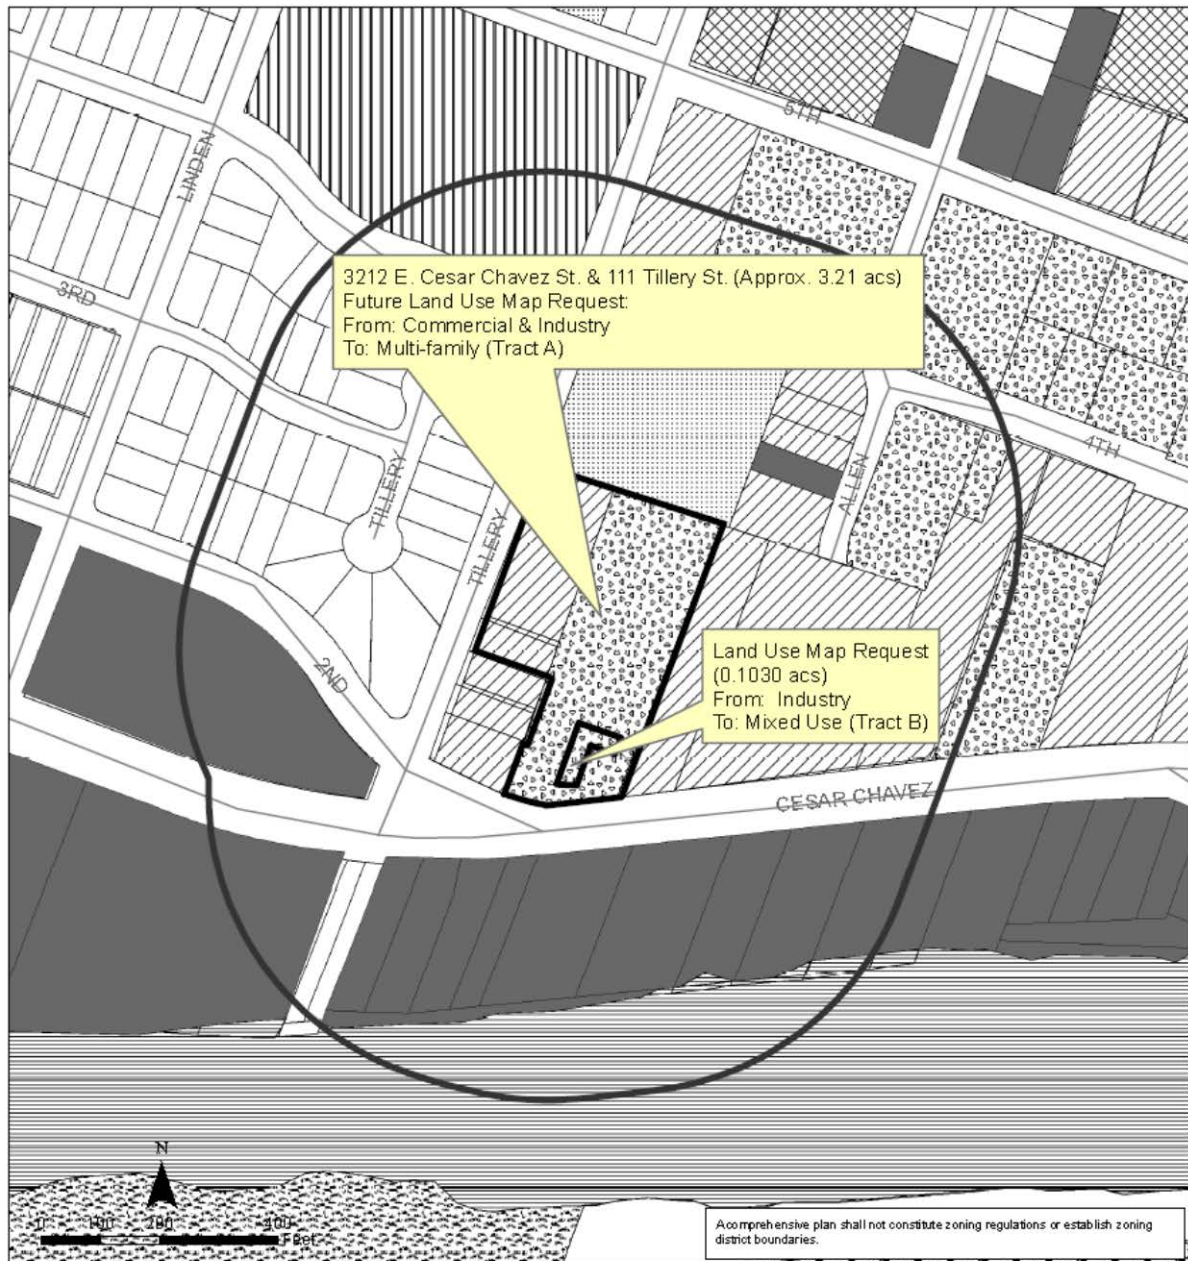 5TH
LINDEN
3212 E. Cesar Chavez St. & 111 Tillery St. (Approx. 3.21 acs)
Future Land Use Map Request:
From: Commercial & Industry
To: Multi-family (Tract A)
3RD
4TH
TILLERY
ALLEN
TILLERY
Land Use Map Request
(0.1030 acs)
From: Industry
To: Mixed Use (Tract B)
2ND
CESAR CHAVEZ
N
0 100 200 400
Feet
A comprehensive plan shall not constitute zoning regulations or establish zoning
district boundaries.